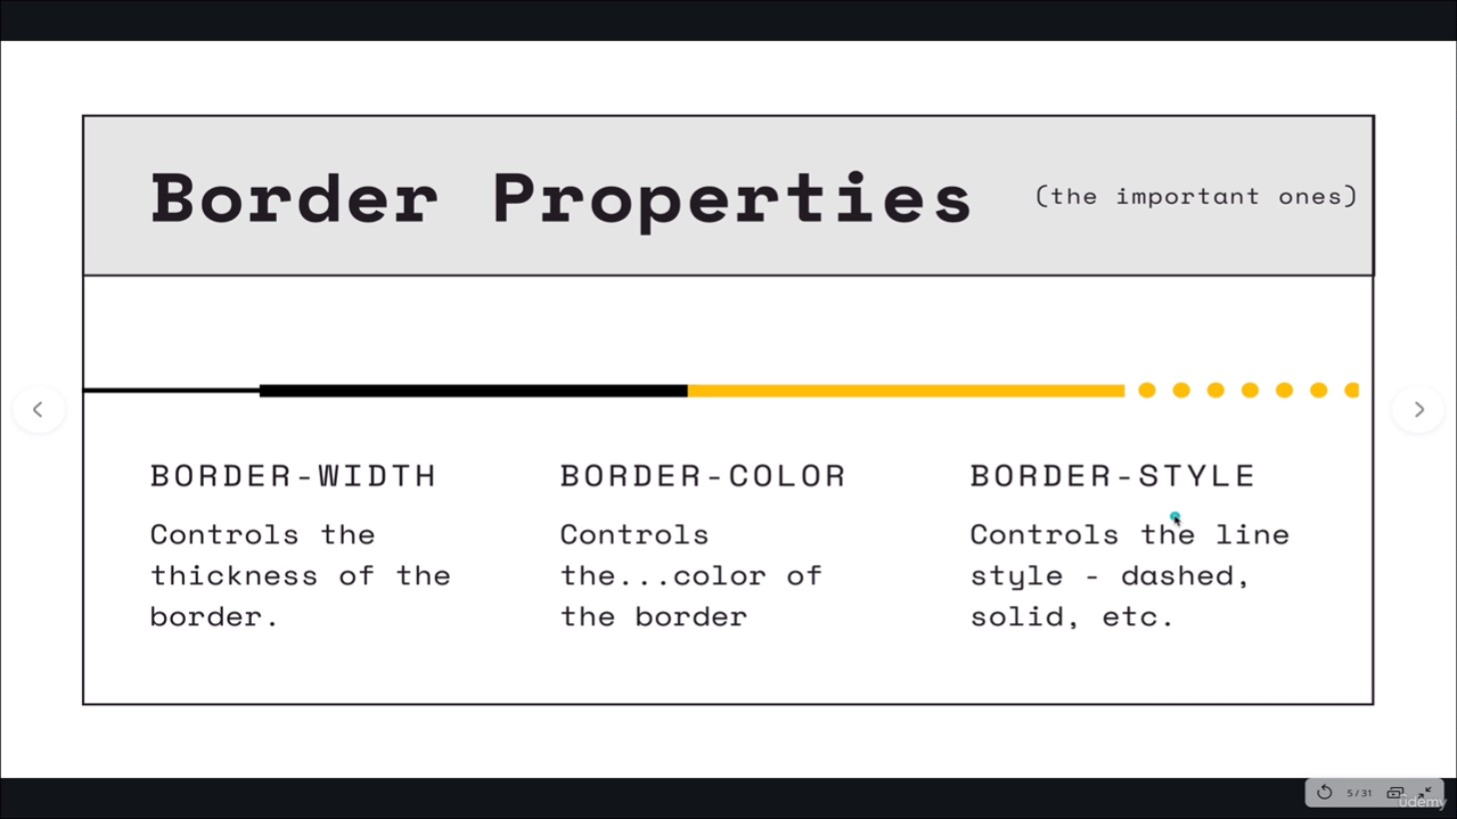 Border Properties (the important ones)
BORDER-WIDTH
Controls the
thickness of the
border.
BORDER-COLOR
Controls
the...color of
the border
BORDER-STYLE
Controls the line
style - dashed,
solid, etc.
5/31
ûdemy